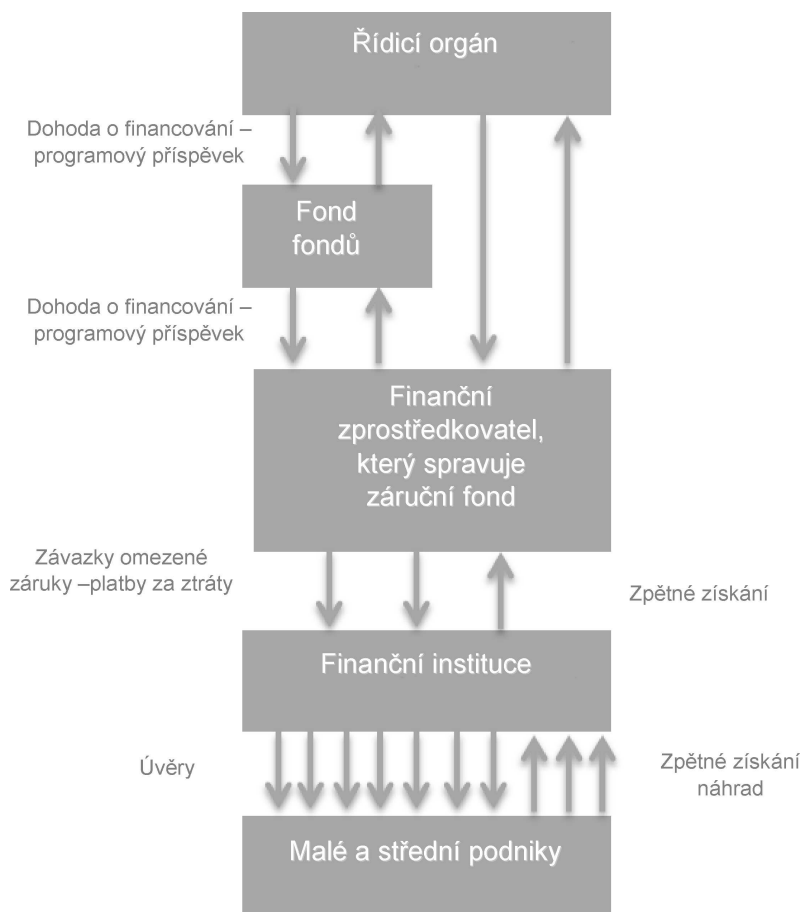 Řídicí orgán
Dohoda o financování –
programový příspěvek
Fond
fondů
Dohoda o financování –
programový příspěvek
Finanční
zprostředkovatel,
který spravuje
záruční fond
Závazky omezené
záruky –platby za ztráty
Zpětné získání
Finanční instituce
Úvěry
Zpětné získání
náhrad
Malé a střední podniky